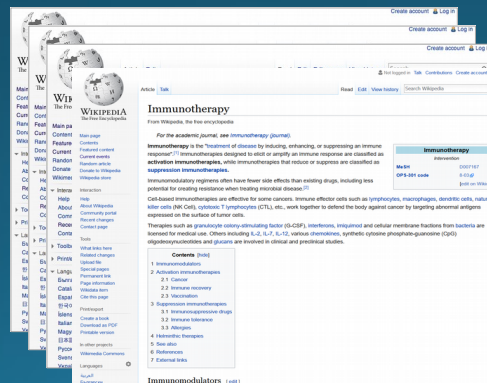 Create account Log in
Create account Log in
Create account Log in
Not logged in Talk Contributions Create account
Article Talk
Read Edit View history Search Wikipedia
WIKIPEDIA
The Free Encyclopedia
Main page
Contents
Featured content
Current events
Random article
Donate to Wikipedia
Wikimedia store
Interaction
Help
About Wikipedia
Community portal
Recent changes
Contact page
Tools
What links here
Related changes
Upload file
Special pages
Permanent link
Page information
Wikidata item
Cite this page
Print/export
Create a book
Download as PDF
Printable version
In other projects
Wikimedia Commons
Languages
العربية
Immunotherapy
From Wikipedia, the free encyclopedia
For the academic journal, see Immunotherapy (journal).
Immunotherapy is the "treatment of disease by inducing, enhancing, or suppressing an immune
response".[1] Immunotherapies designed to elicit or amplify an immune response are classified as
activation immunotherapies, while immunotherapies that reduce or suppress are classified as
suppression immunotherapies.
Immunotherapy
Intervention
MeSH D007167
OPS-301 code 8-03
Immunomodulatory regimens often have fewer side effects than existing drugs, including less
potential for creating resistance when treating microbial disease.[2]
Cell-based immunotherapies are effective for some cancers. Immune effector cells such as lymphocytes, macrophages, dendritic cells, natural
killer cells (NK Cell), cytotoxic T lymphocytes (CTL), etc., work together to defend the body against cancer by targeting abnormal antigens
expressed on the surface of tumor cells.
Therapies such as granulocyte colony-stimulating factor (G-CSF), interferons, imiquimod and cellular membrane fractions from bacteria are
licensed for medical use. Others including IL-2, IL-7, IL-12, various chemokines, synthetic cytosine phosphate-guanosine (CpG)
oligodeoxynucleotides and glucans are involved in clinical and preclinical studies.
Contents [hide]
1 Immunomodulators
2 Activation immunotherapies
2.1 Cancer
2.2 Immune recovery
2.3 Vaccination
3 Suppression immunotherapies
3.1 Immunosuppressive drugs
3.2 Immune tolerance
3.3 Allergies
4 Helminthic therapies
5 See also
6 References
7 External links
Immunomodulators [edit]